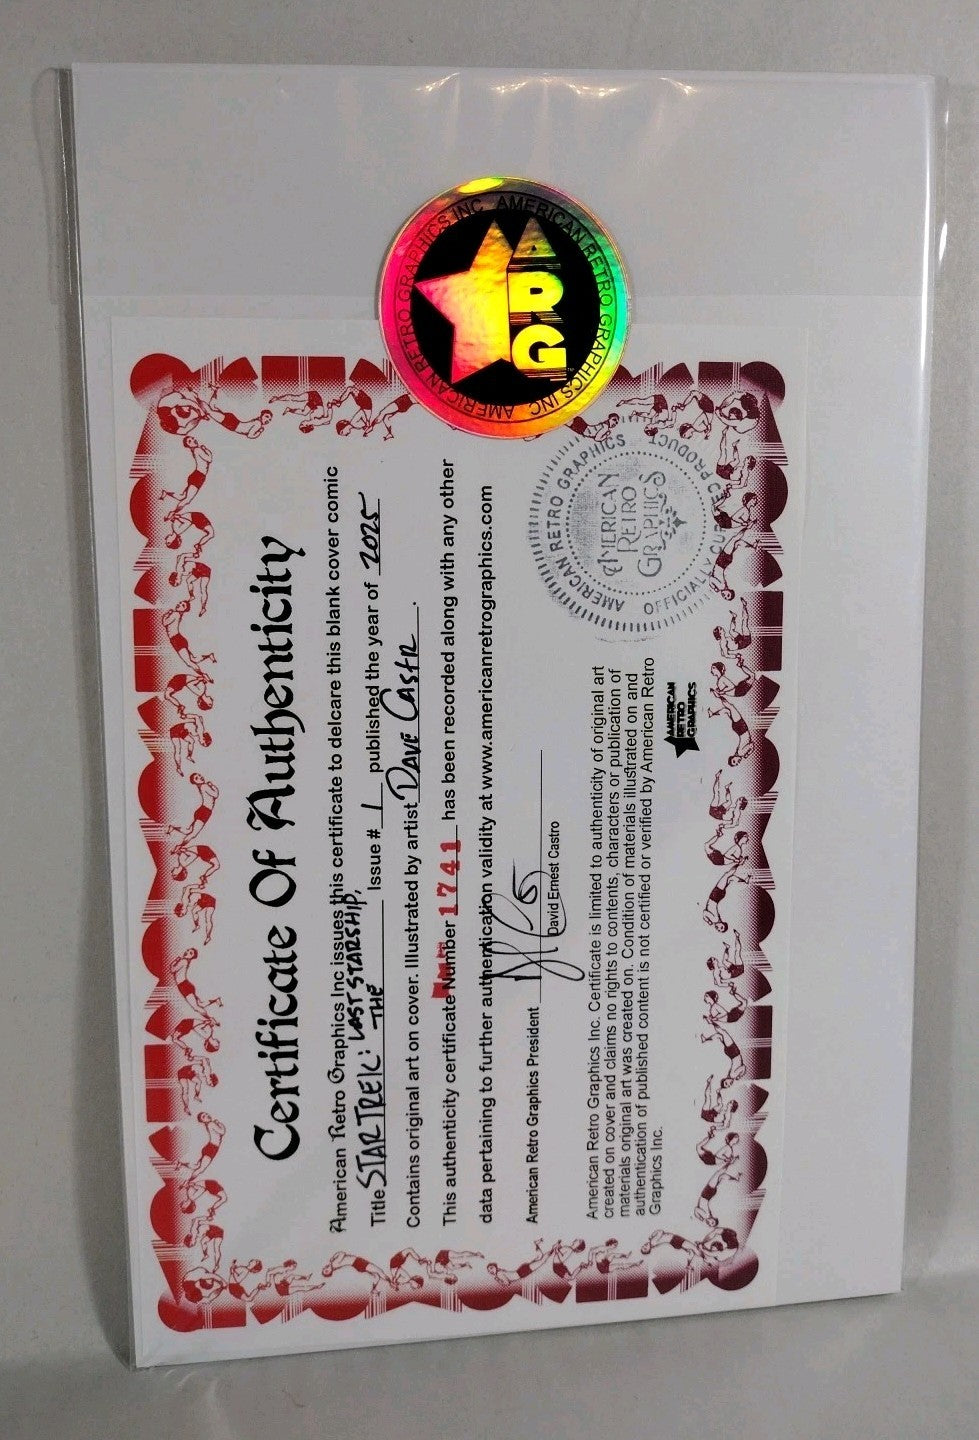 AMERICAN RETRO GRAPHICS INC. AMERICAN RETRO GRAPHICS INC.
RG
Certificate Of Authenticity
American Retro Graphics Inc issues this certificate to delcare this blank cover comic
Title STAR TREK: LAST STARSHIP, THE Issue # 1 published the year of 2025
Contains original art on cover. Illustrated by artist DAVE CASTR.
This authenticity certificate Number 1741 has been recorded along with any other
data pertaining to further authentication validity at www.americanretrographics.com
American Retro Graphics President
David Ernest Castro
American Retro Graphics Inc. Certificate is limited to authenticity of original art
created on cover and claims no rights to contents, characters or publication of
materials original art was created on. Condition of materials illustrated on and
authentication of published content is not certified or verified by American Retro
Graphics Inc.
AMERICAN
RETRO
GRAPHICS
AMERICAN RETRO GRAPHICS
OFFICIALLY PRODUCT
AMERICAN
RETRO
GRAPHICS